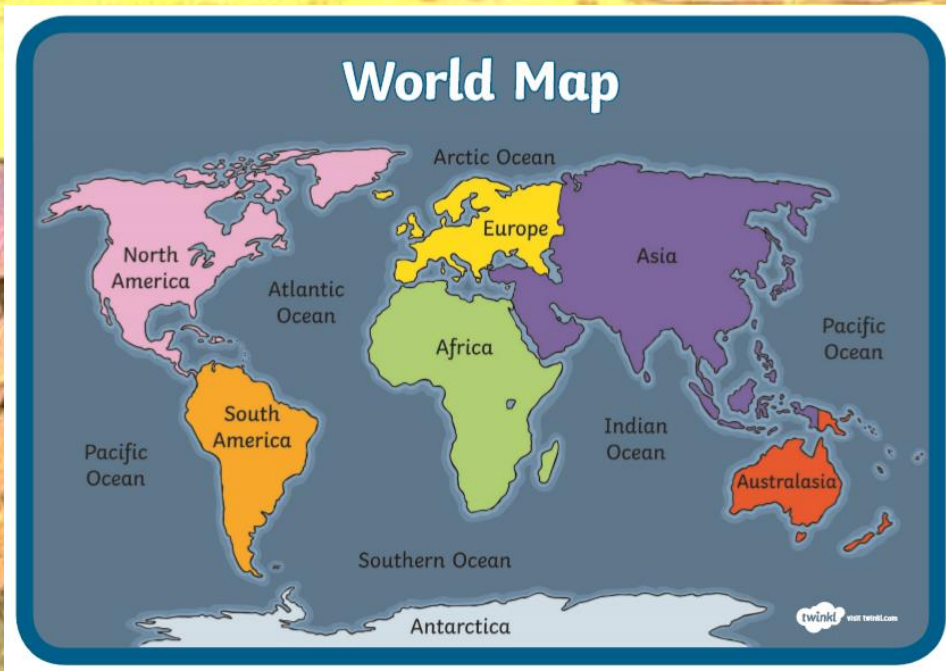 World Map
Arctic Ocean
Europe
North
America
Asia
Atlantic
Ocean
Africa
Pacific
Ocean
South
America
Indian
Ocean
Pacific
Ocean
Australasia
Southern Ocean
Antarctica
twinkl visit twinkl.com